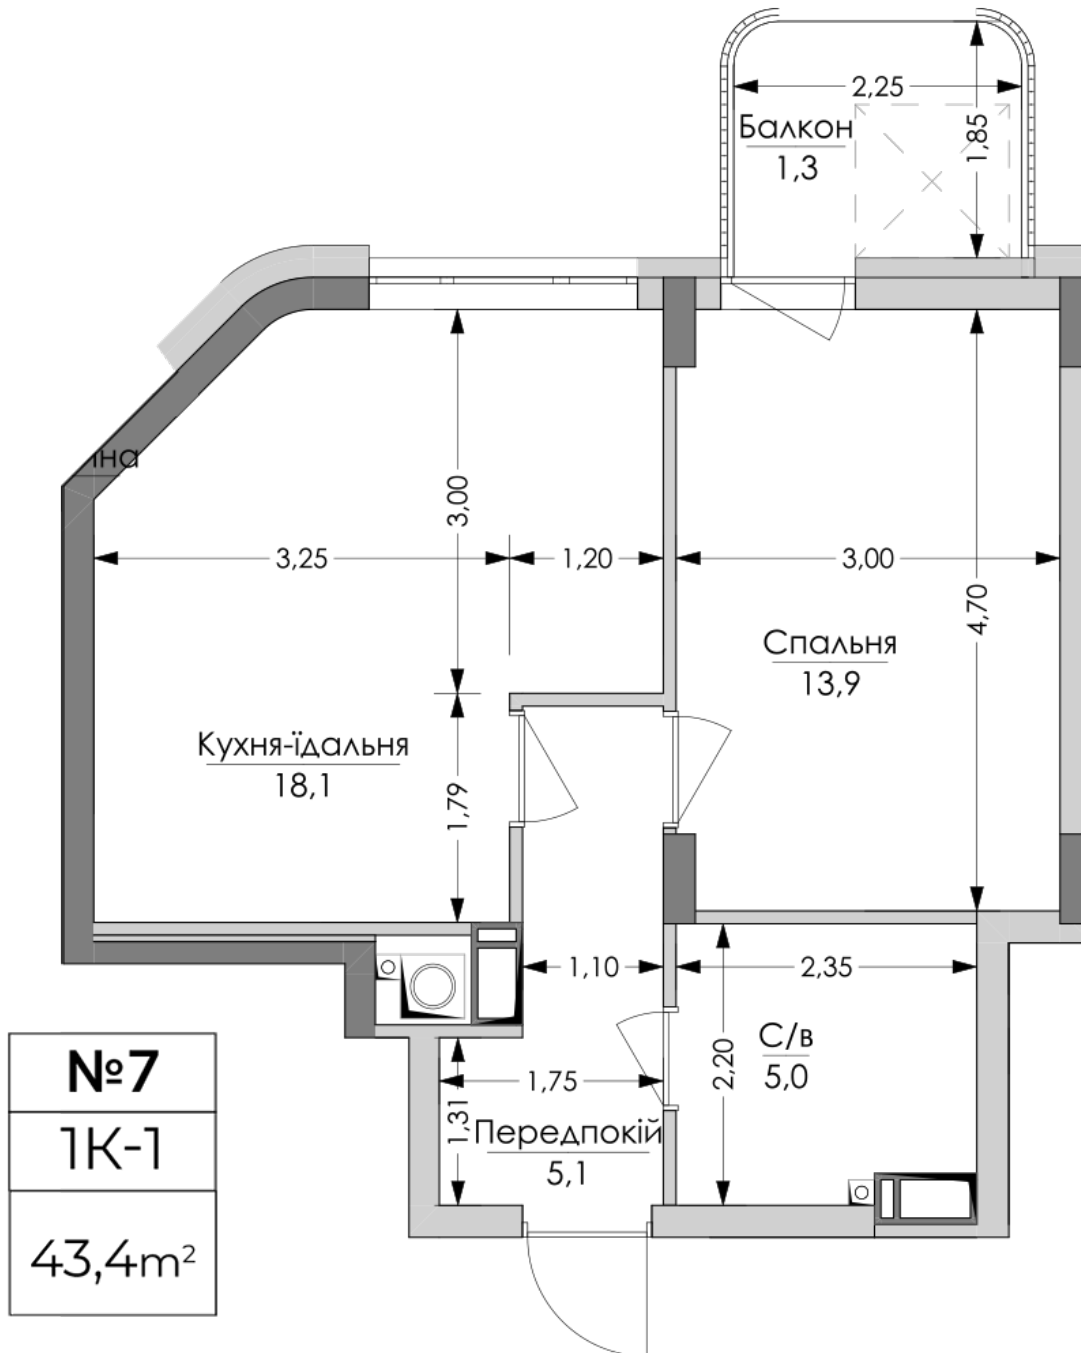 2,25
Балкон
1,3
1,85
3,00
3,25
1,20
3,00
4,70
Спальня
13,9
Кухня-їдальня
18,1
1,79
1,10
2,35
С/в
5,0
2,20
1,75
1,31
Передпокій
5,1
№7
1К-1
43,4m²